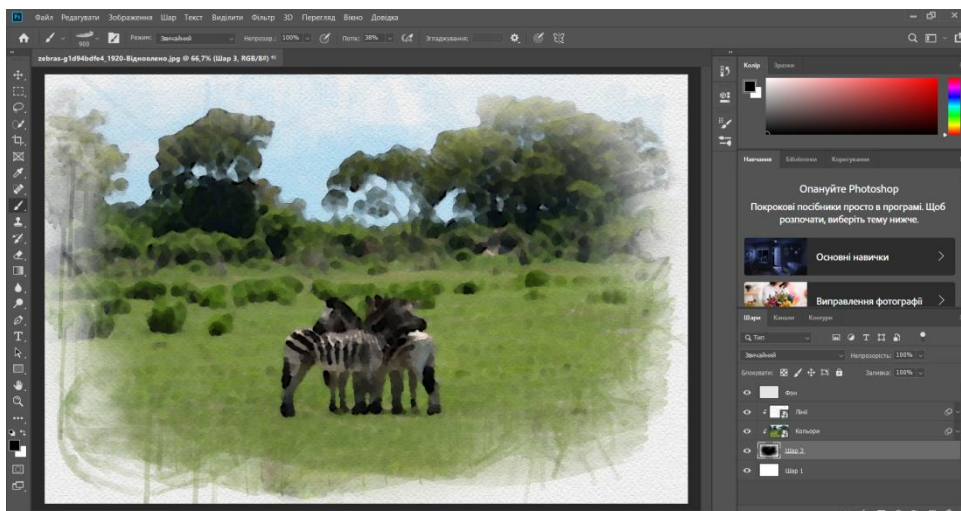 Ps Файл Редагувати Зображення Шар Текст Виділити Фільтр 3D Перегляд Вікно Довідка
900 Режим: Звичайний Непрозор.: 100% Потік: 38% Згладжування:
zebras-g1d94bdfe4_1920-Відновлено.jpg @ 66,7% (Шар 3, RGB/8#) *
Колір Зразки
Навчання Бібліотеки Коригування
Опануйте Photoshop
Покрокові посібники просто в програмі. Щоб
розпочати, виберіть тему нижче.
Основні навички
Виправлення фотографії
Шари Канали Контури
Тип
Звичайний Непрозорість: 100%
Блокувати: Заливка: 100%
Фон
Лінії
Кольори
Шар 3
Шар 1